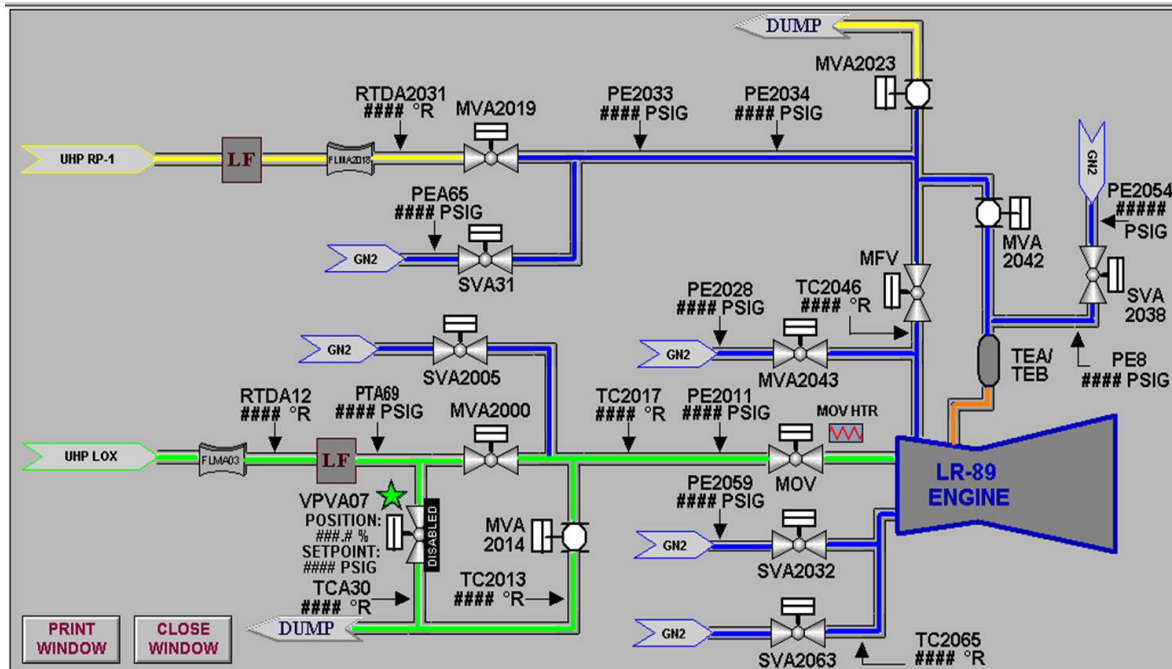 DUMP
MVA2023
RTDA2031
#### °R
MVA2019
PE2033
#### PSIG
PE2034
#### PSIG
UHP RP-1
LF
FLMA2018
GN2
PE2054
#####
PSIG
PEA65
#### PSIG
GN2
SVA31
MVA
2042
MFV
TC2046
#### °R
SVA
2038
PE2028
#### PSIG
GN2
MVA2043
GN2
SVA2005
TEA/
TEB
PE8
#### PSIG
RTDA12
#### °R
PTA69
#### PSIG
MVA2000
TC2017
#### °R
PE2011
#### PSIG
MOV HTR
UHP LOX
FLMA03
LF
MOV
LR-89
ENGINE
VPVA07
POSITION:
###.# %
SETPOINT:
#### PSIG
DISABLED
MVA
2014
PE2059
#### PSIG
GN2
SVA2032
TCA30
#### °R
TC2013
#### °R
DUMP
GN2
SVA2063
TC2065
#### °R
PRINT
WINDOW
CLOSE
WINDOW